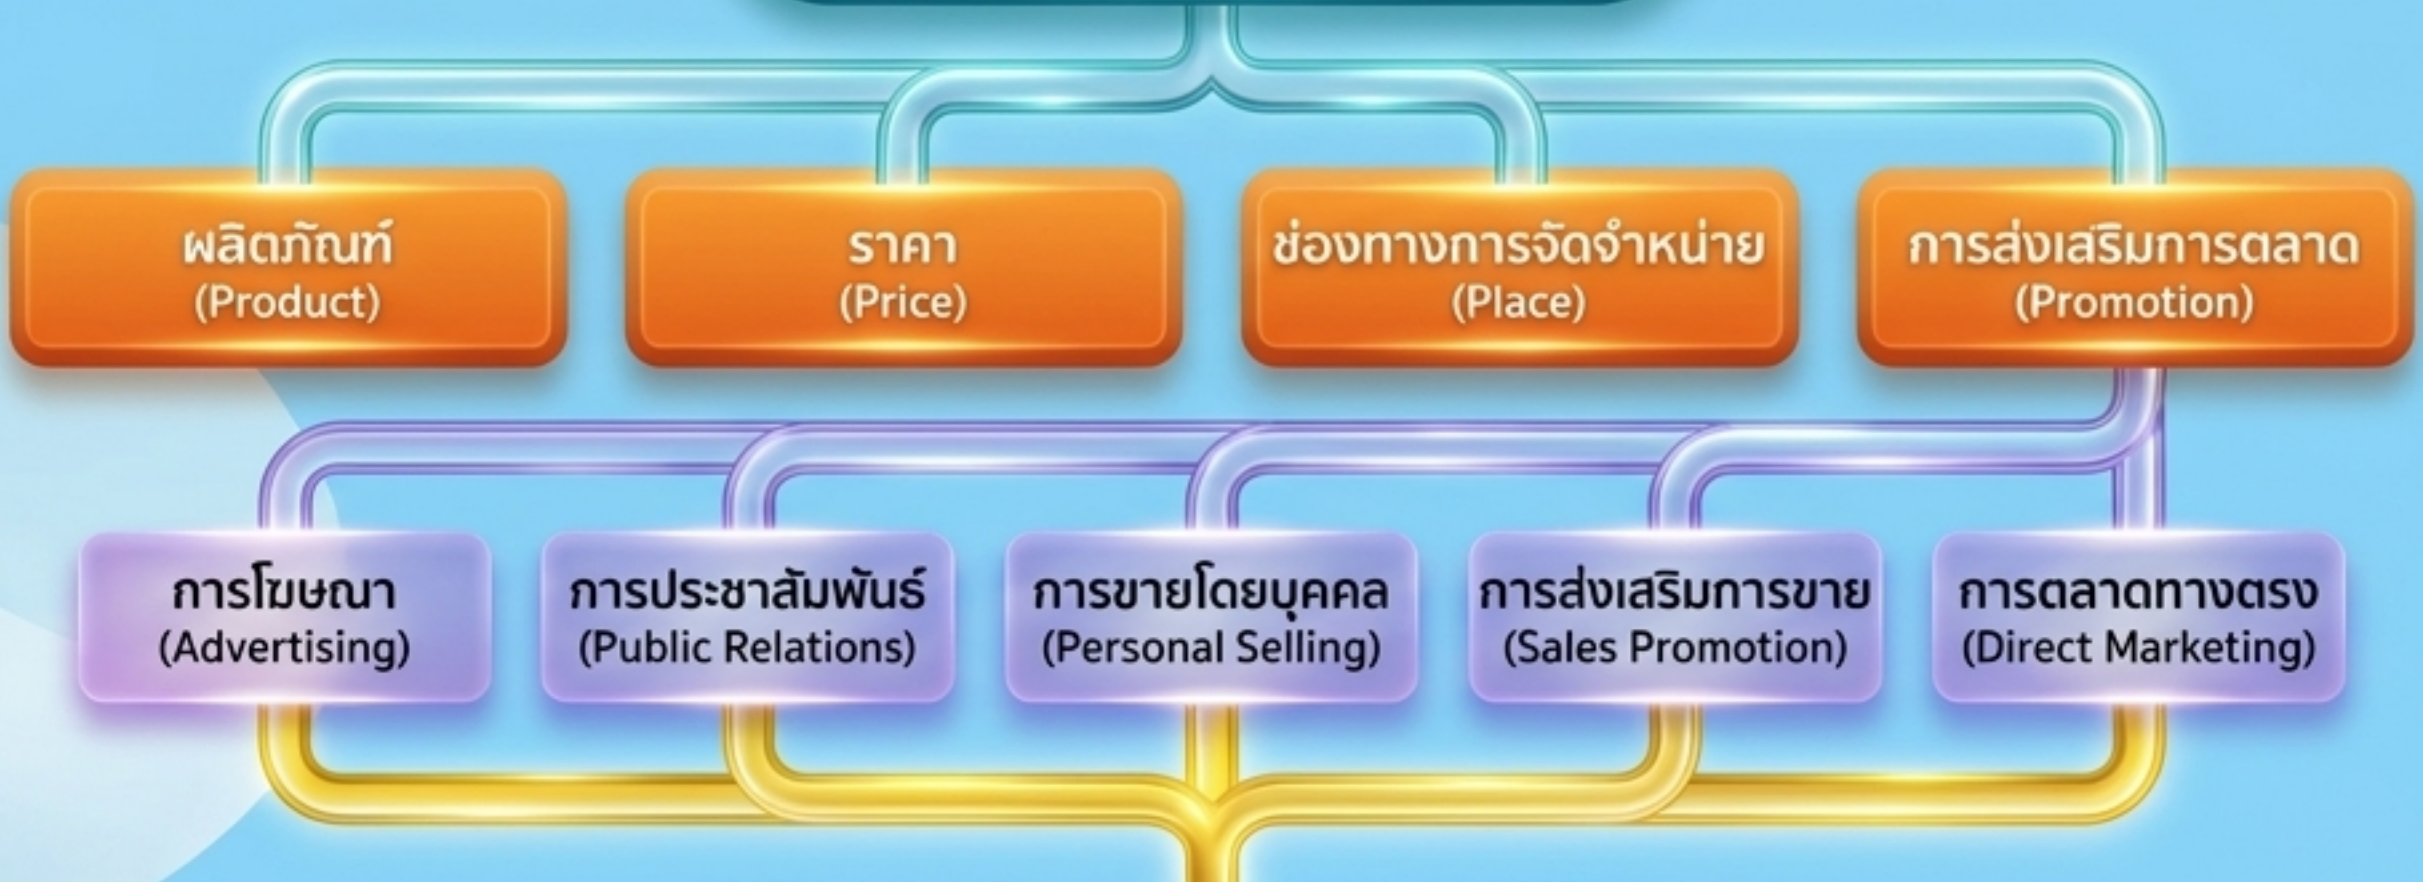 ผลิตภัณฑ์
(Product)
ราคา
(Price)
ช่องทางการจัดจำหน่าย
(Place)
การส่งเสริมการตลาด
(Promotion)
การโฆษณา
(Advertising)
การประชาสัมพันธ์
(Public Relations)
การขายโดยบุคคล
(Personal Selling)
การส่งเสริมการขาย
(Sales Promotion)
การตลาดทางตรง
(Direct Marketing)